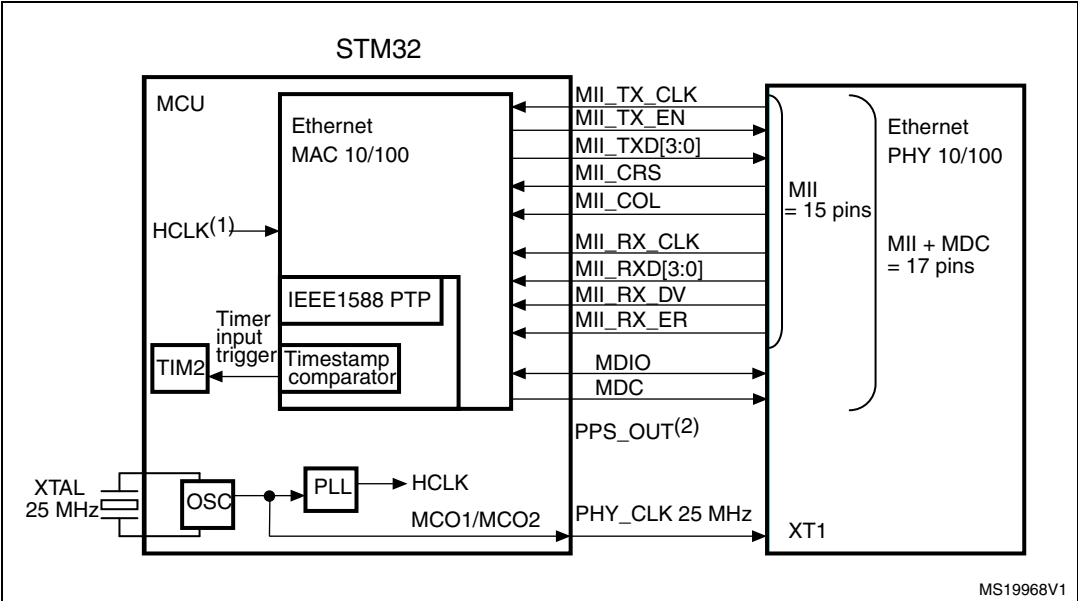 STM32
MCU
Ethernet
MAC 10/100
HCLK(1)
IEEE1588 PTP
Timer
input
trigger
TIM2
Timestamp
comparator
XTAL
25 MHz
OSC
PLL
HCLK
MCO1/MCO2
MII_TX_CLK
MII_TX_EN
MII_TXD[3:0]
MII_CRS
MII_COL
MII_RX_CLK
MII_RXD[3:0]
MII_RX_DV
MII_RX_ER
MDIO
MDC
PPS_OUT(2)
PHY_CLK 25 MHz
MII
= 15 pins
Ethernet
PHY 10/100
MII + MDC
= 17 pins
XT1
MS19968V1